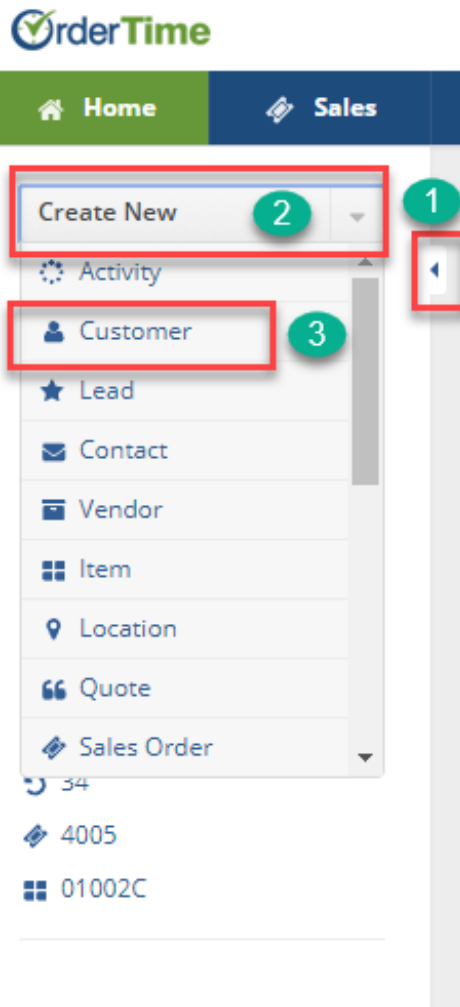 OrderTime
Home Sales
Create New 2 1
Activity
Customer 3
Lead
Contact
Vendor
Item
Location
Quote
Sales Order
34
4005
01002C